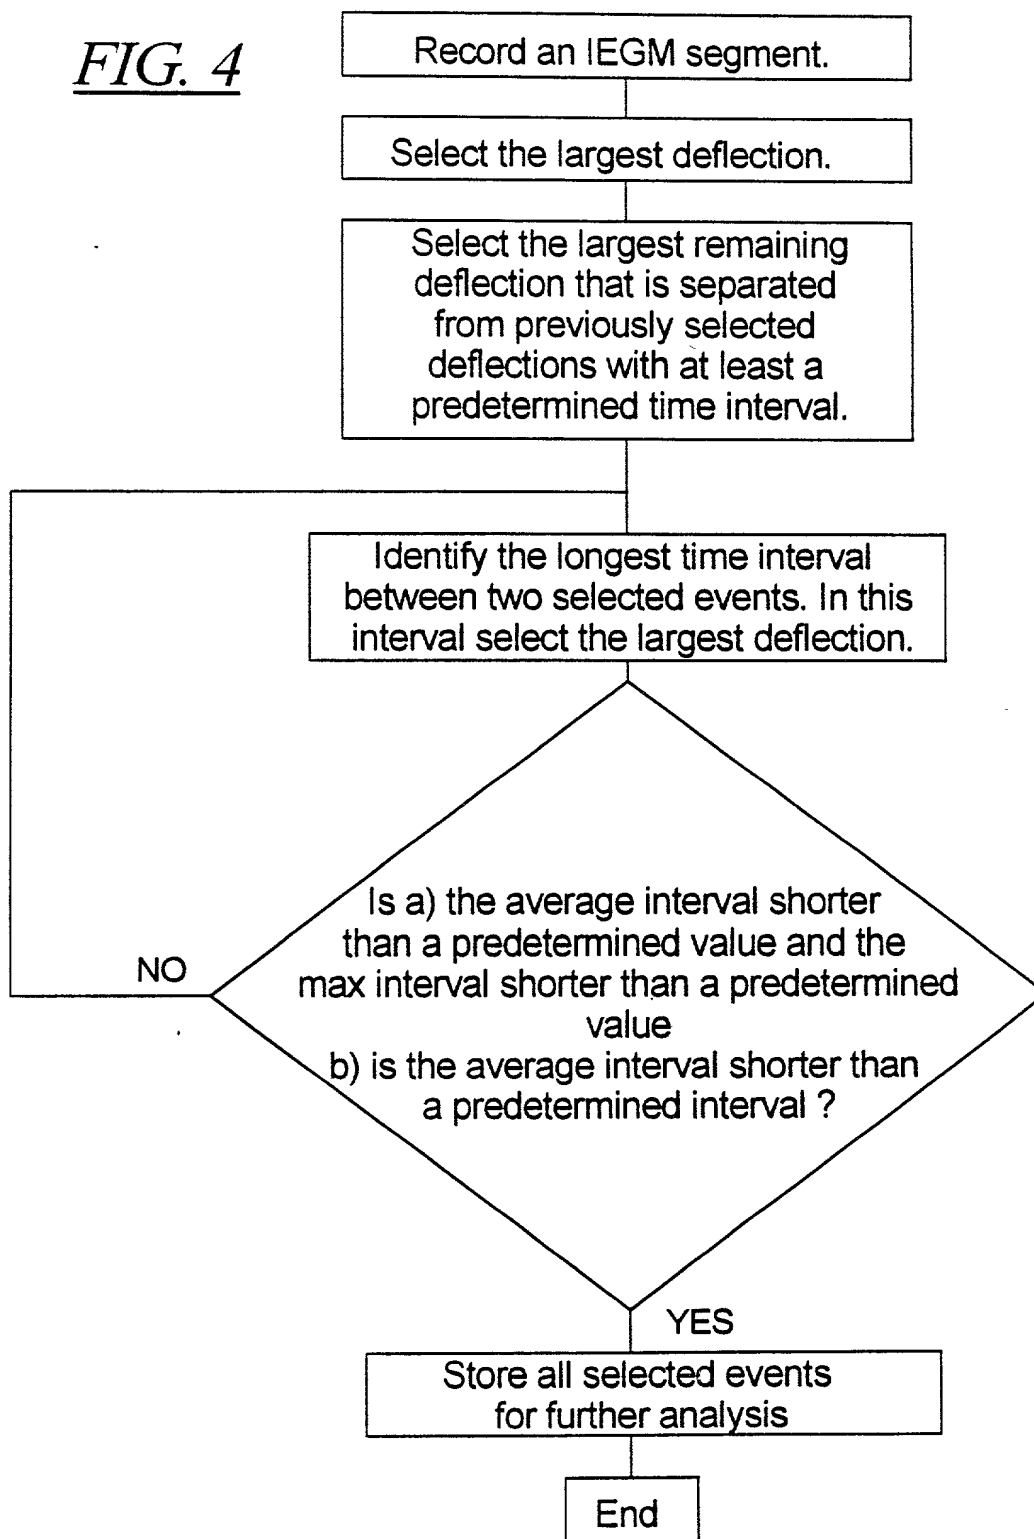 FIG. 4
Record an IEGM segment.
Select the largest deflection.
Select the largest remaining
deflection that is separated
from previously selected
deflections with at least a
predetermined time interval.
Identify the longest time interval
between two selected events. In this
interval select the largest deflection.
Is a) the average interval shorter
than a predetermined value and the
max interval shorter than a predetermined
value
b) is the average interval shorter than
a predetermined interval ?
NO
YES
Store all selected events
for further analysis
End